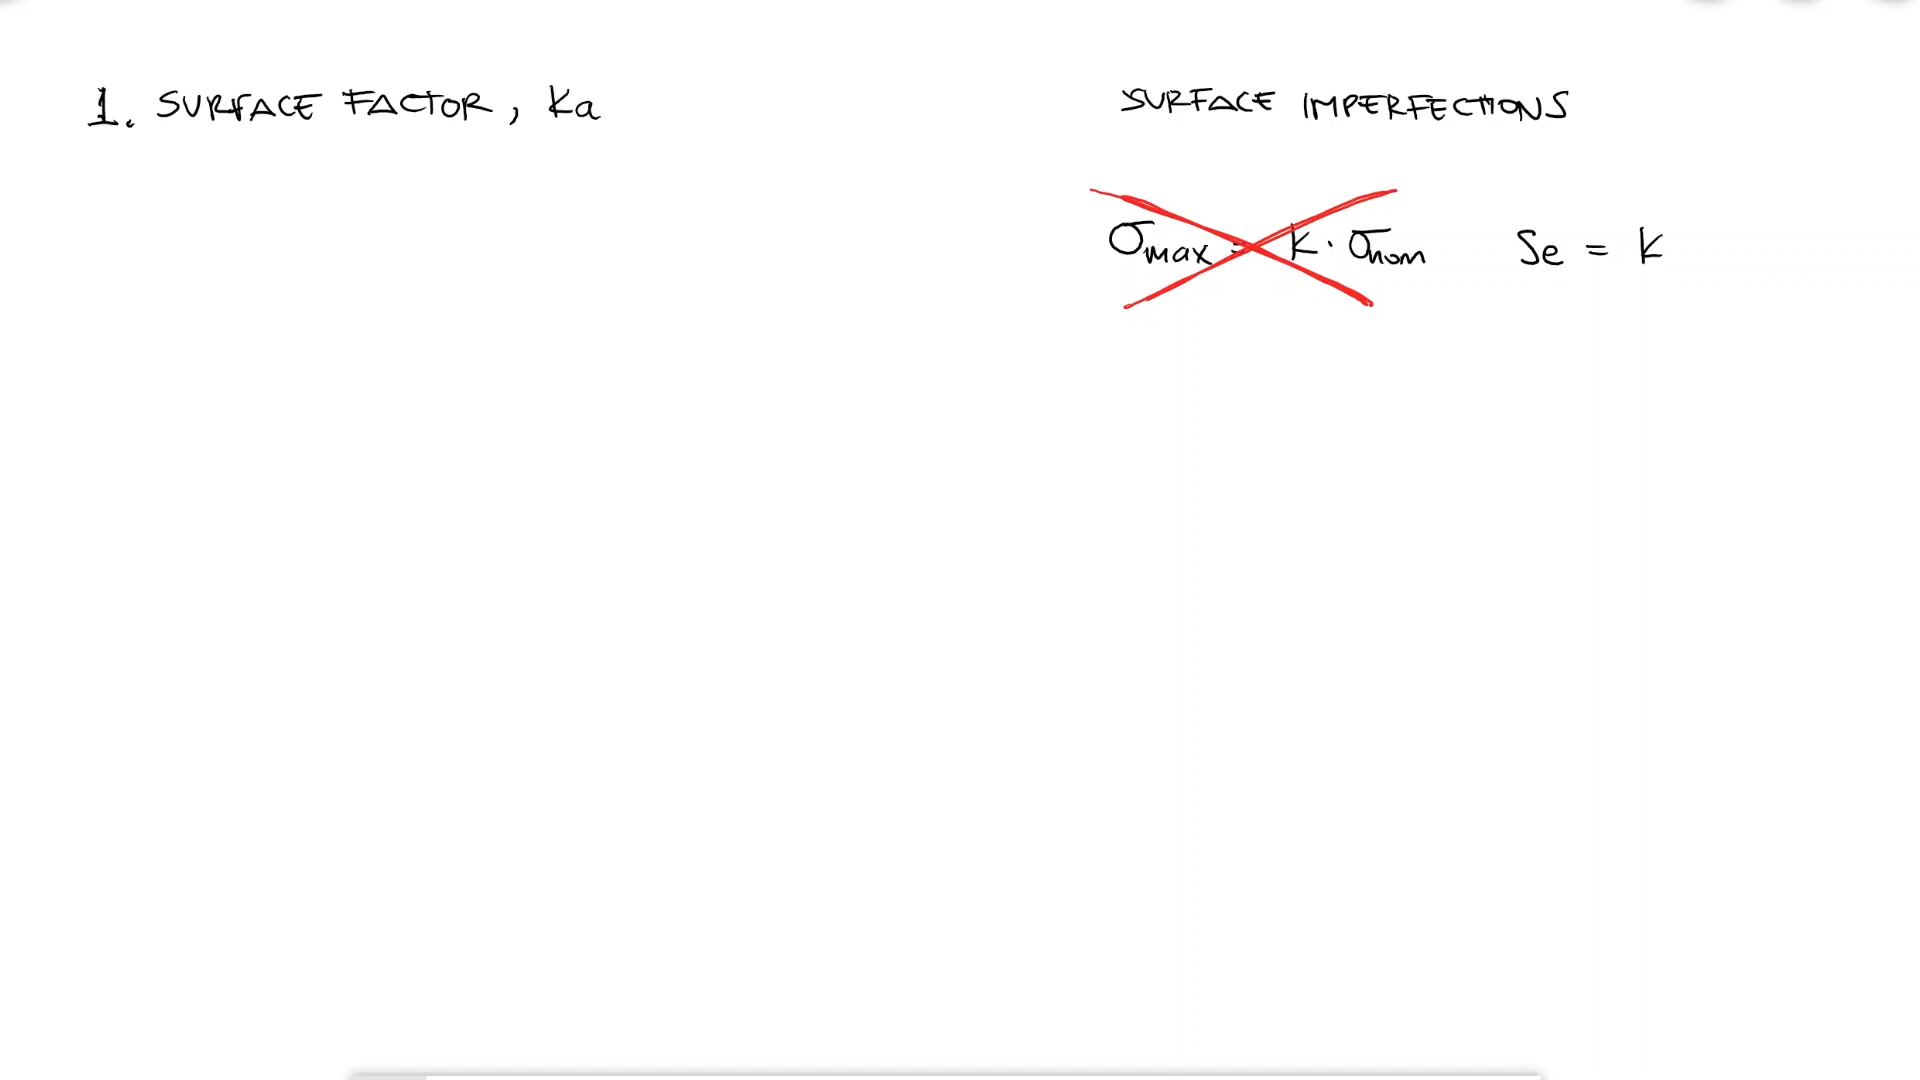 1. SURFACE FACTOR, Ka
SURFACE IMPERFECTIONS
σmax = K · σnom
Se = K